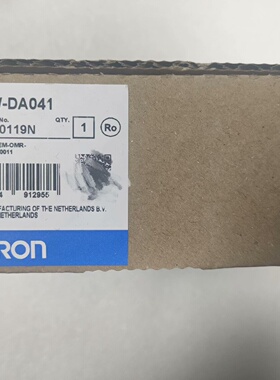 -DA041
No.
0119N
QTY.
1
Ro
EM-OMR-
0011
4 912955
FACTURING OF THE NETHERLANDS B.V.
NETHERLANDS
RON